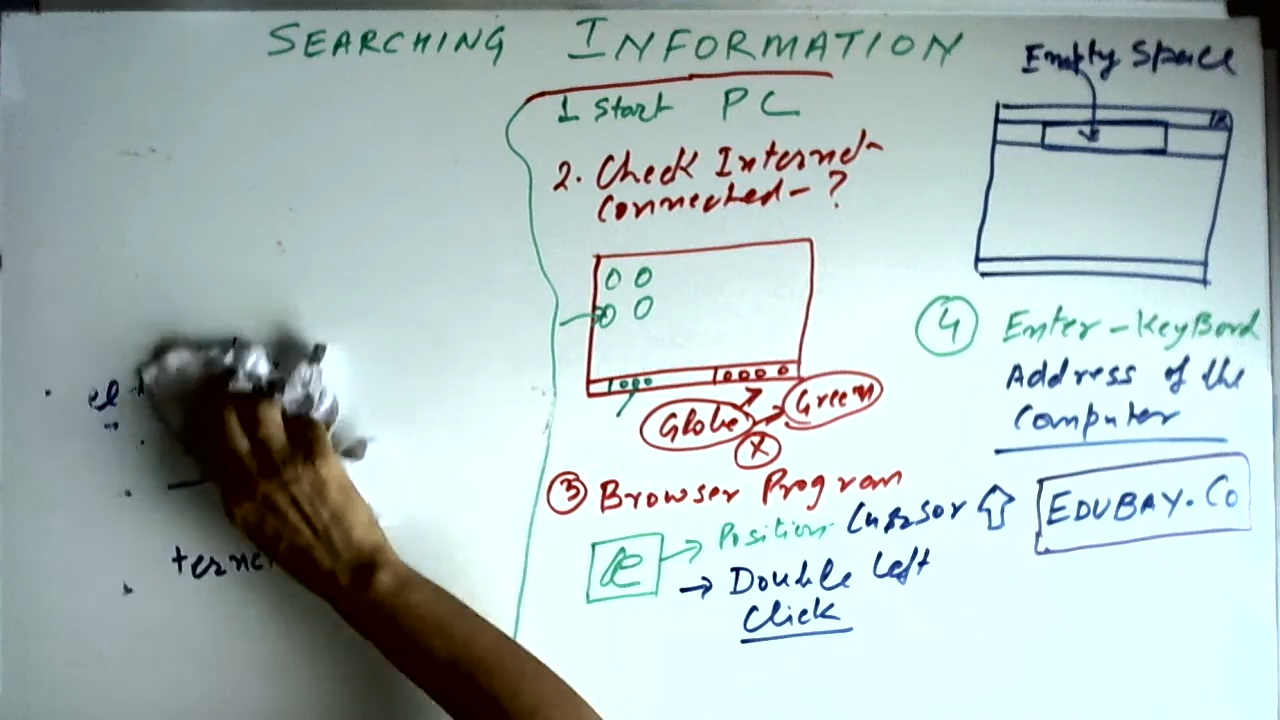 SEARCHING INFORMATION
1 Start PC
2. Check Internet
connected - ?
Globe
Green
X
3 Browser Program
e
Position Cursor
→ Double Left
Click
Empty Space
4 Enter - KeyBord
Address of the
Computer
EDUBAY.CO